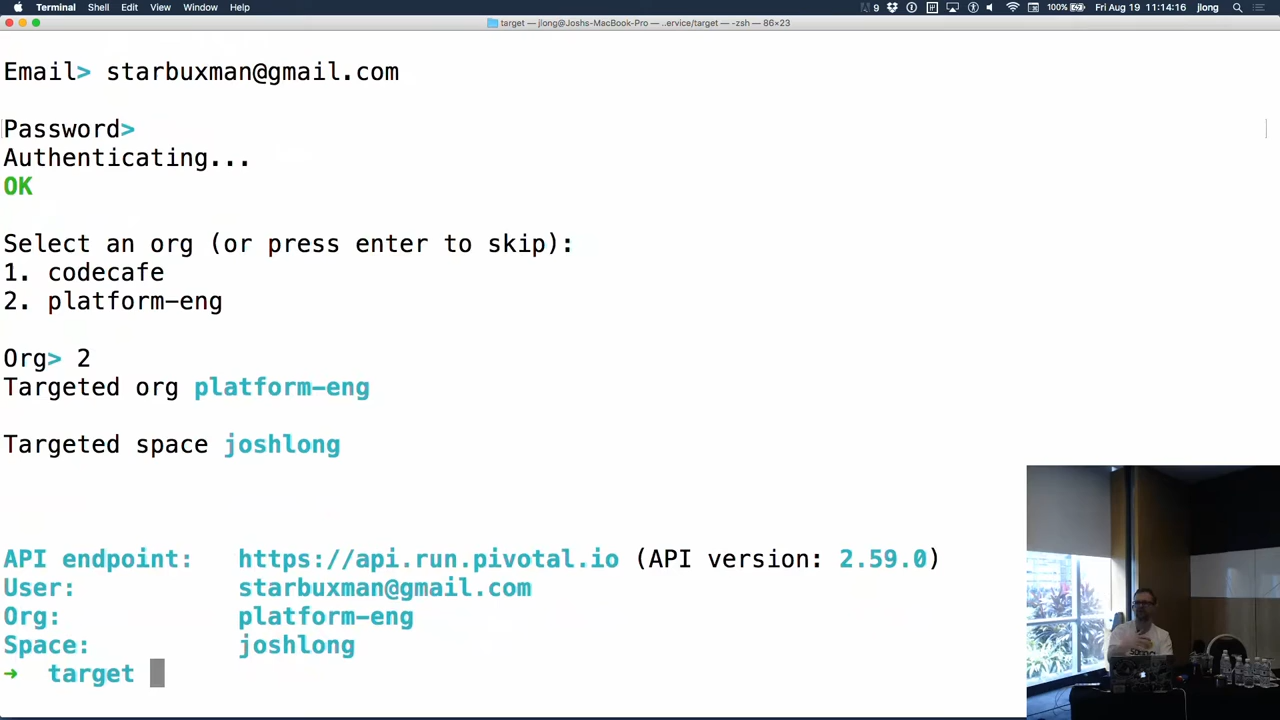 Terminal Shell Edit View Window Help 9 100% Fri Aug 19 11:14:16 jlong
target — jlong@Joshs-MacBook-Pro — ..ervice/target — -zsh — 86×23
Email> starbuxman@gmail.com
Password>
Authenticating...
OK
Select an org (or press enter to skip):
1. codecafe
2. platform-eng
Org> 2
Targeted org platform-eng
Targeted space joshlong
API endpoint: https://api.run.pivotal.io (API version: 2.59.0)
User: starbuxman@gmail.com
Org: platform-eng
Space: joshlong
→ target